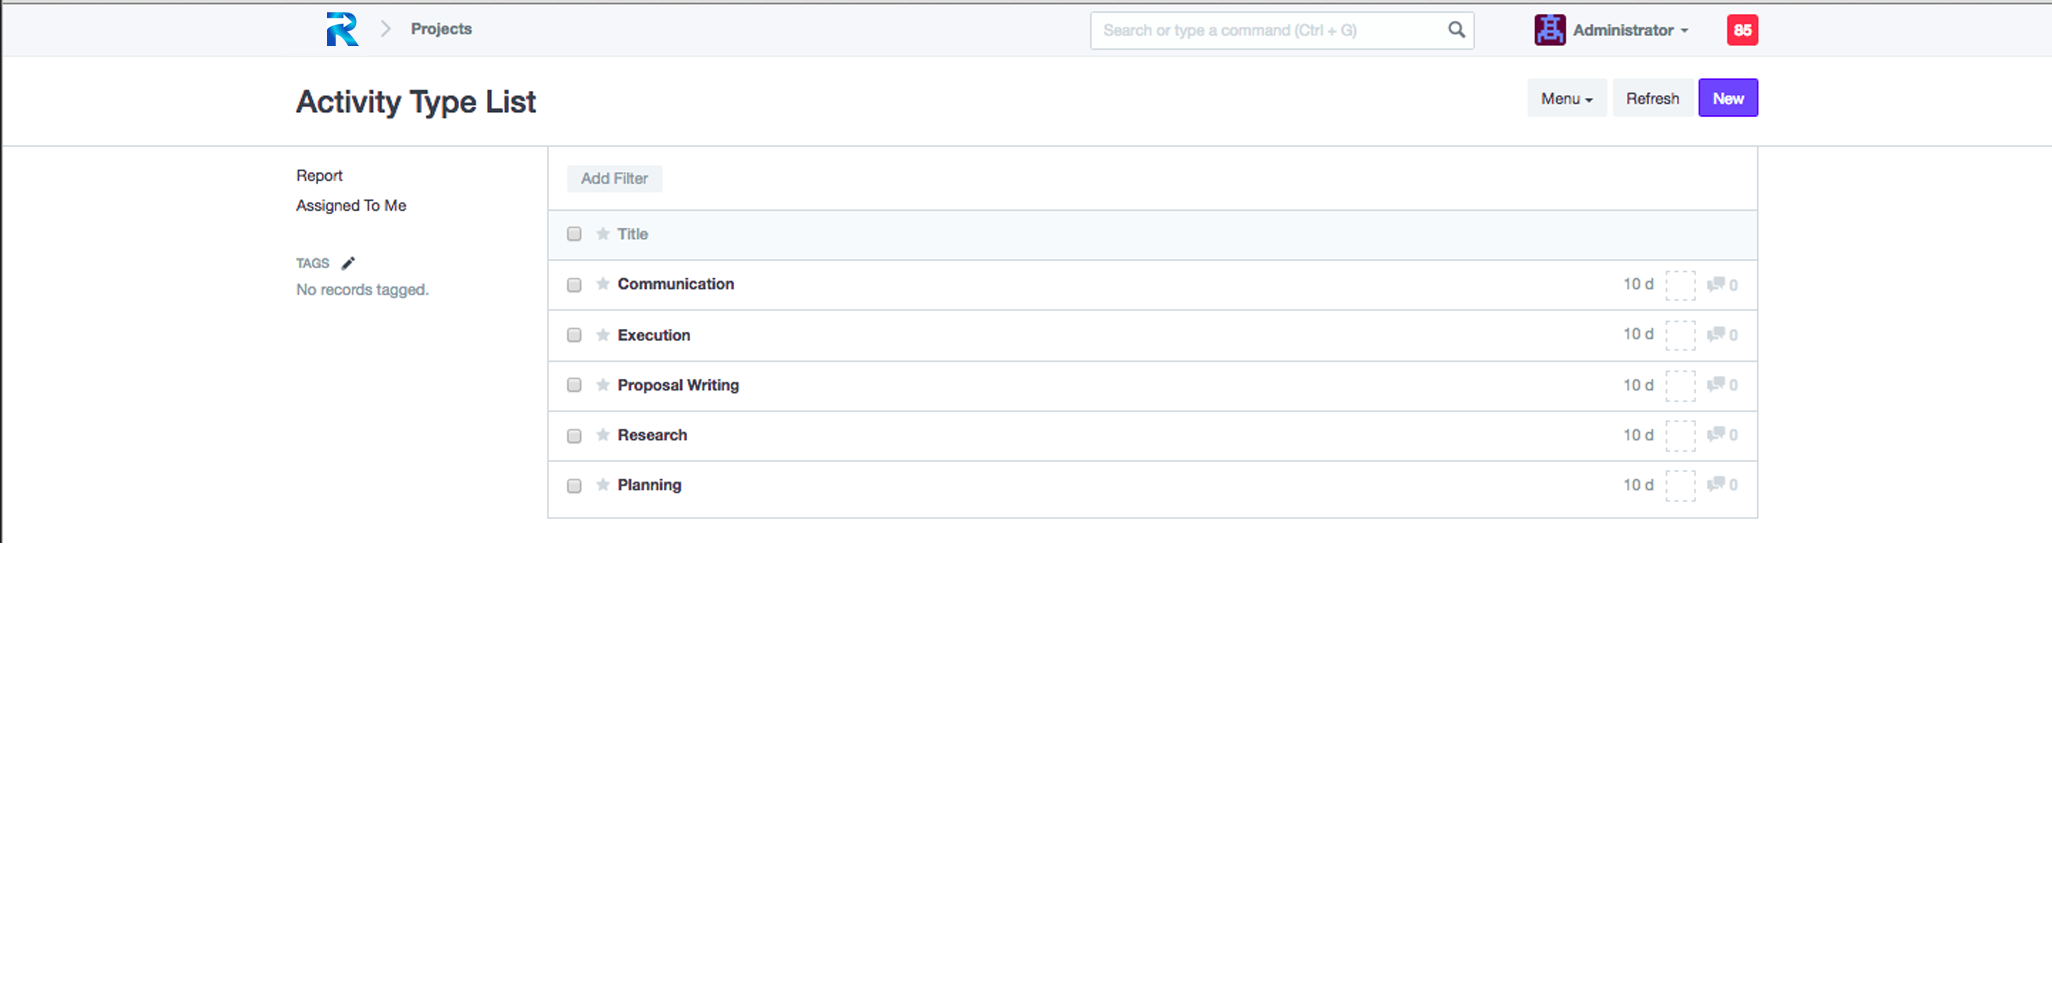 Projects
Search or type a command (Ctrl + G)
Administrator
85
Activity Type List
Menu
Refresh
New
Report
Assigned To Me
TAGS
No records tagged.
Add Filter
Title
Communication 10 d 0
Execution 10 d 0
Proposal Writing 10 d 0
Research 10 d 0
Planning 10 d 0